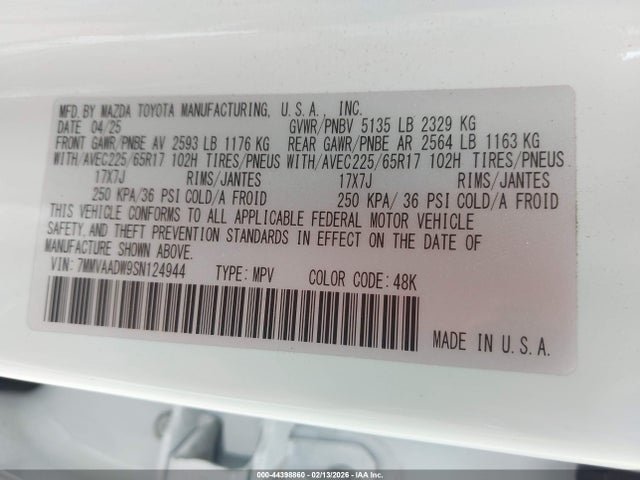 MFD.BY MAZDA TOYOTA MANUFACTURING, U.S.A., INC.
DATE 04/25 GVWR/PNBV 5135 LB 2329 KG
FRONT GAWR/PNBE AV 2593 LB 1176 KG REAR GAWR/PNBE AR 2564 LB 1163 KG
WITH/AVEC225/65R17 102H TIRES/PNEUS WITH/AVEC225/65R17 102H TIRES/PNEUS
17X7J RIMS/JANTES 17X7J RIMS/JANTES
250 KPA/36 PSI COLD/A FROID 250 KPA/ 36 PSI COLD/A FROID
THIS VEHICLE CONFORMS TO ALL APPLICABLE FEDERAL MOTOR VEHICLE
SAFETY,AND THEFT PREVENTION STANDARDS IN EFFECT ON THE DATE OF
MANUFACTURE SHOWN ABOVE.
VIN: 7MMVAADW9SN124944 TYPE: MPV COLOR CODE: 48K
MADE IN U.S.A.
000-44398860 - 02/13/2026 - IAA Inc.